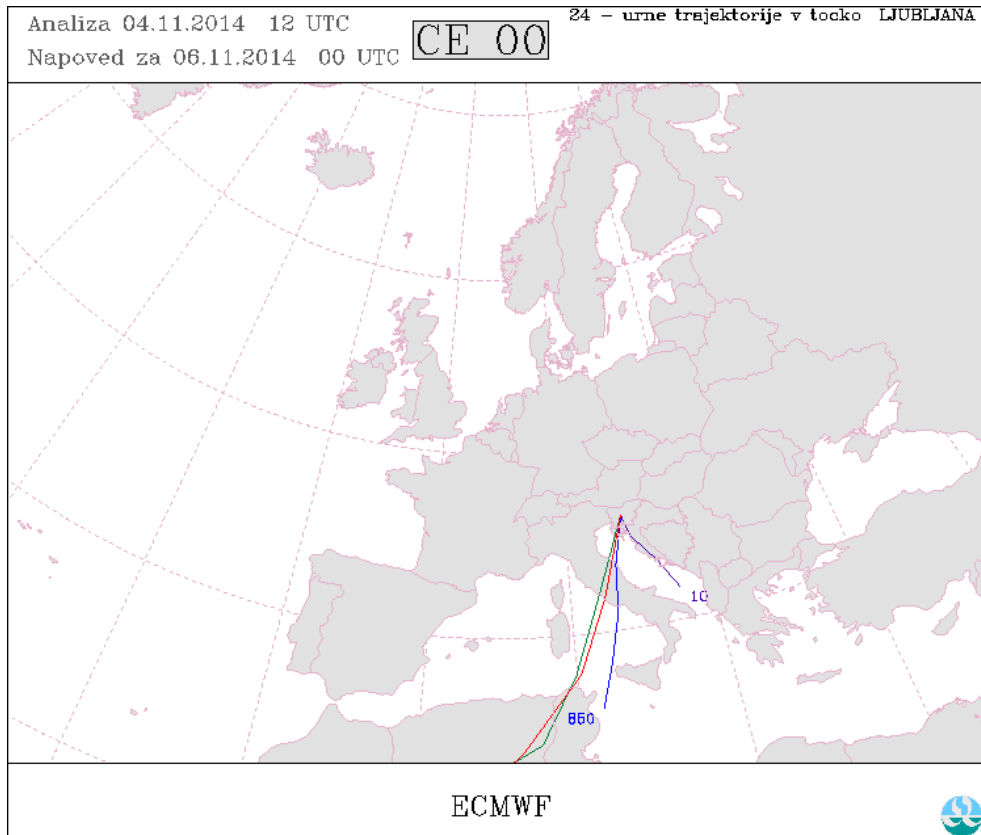 Analiza 04.11.2014 12 UTC
Napoved za 06.11.2014 00 UTC
CE 00
24 – urne trajektorije v tocko LJUBLJANA
10
850
ECMWF